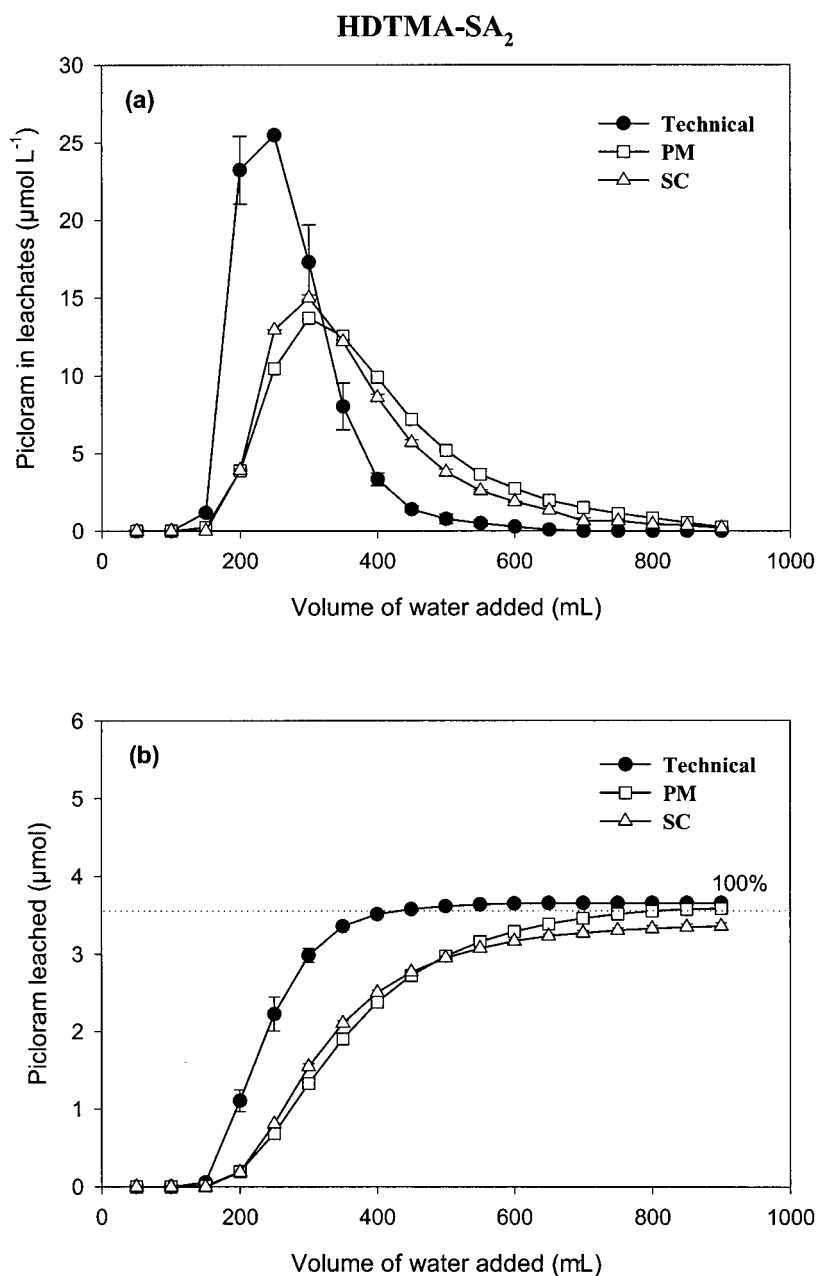 HDTMA-SA₂
(a)
Technical
PM
SC
Picloram in leachates (µmol L⁻¹)
30
25
20
15
10
5
0
0 200 400 600 800 1000
Volume of water added (mL)
(b)
Technical
PM
SC
100%
Picloram leached (µmol)
6
5
4
3
2
1
0
0 200 400 600 800 1000
Volume of water added (mL)